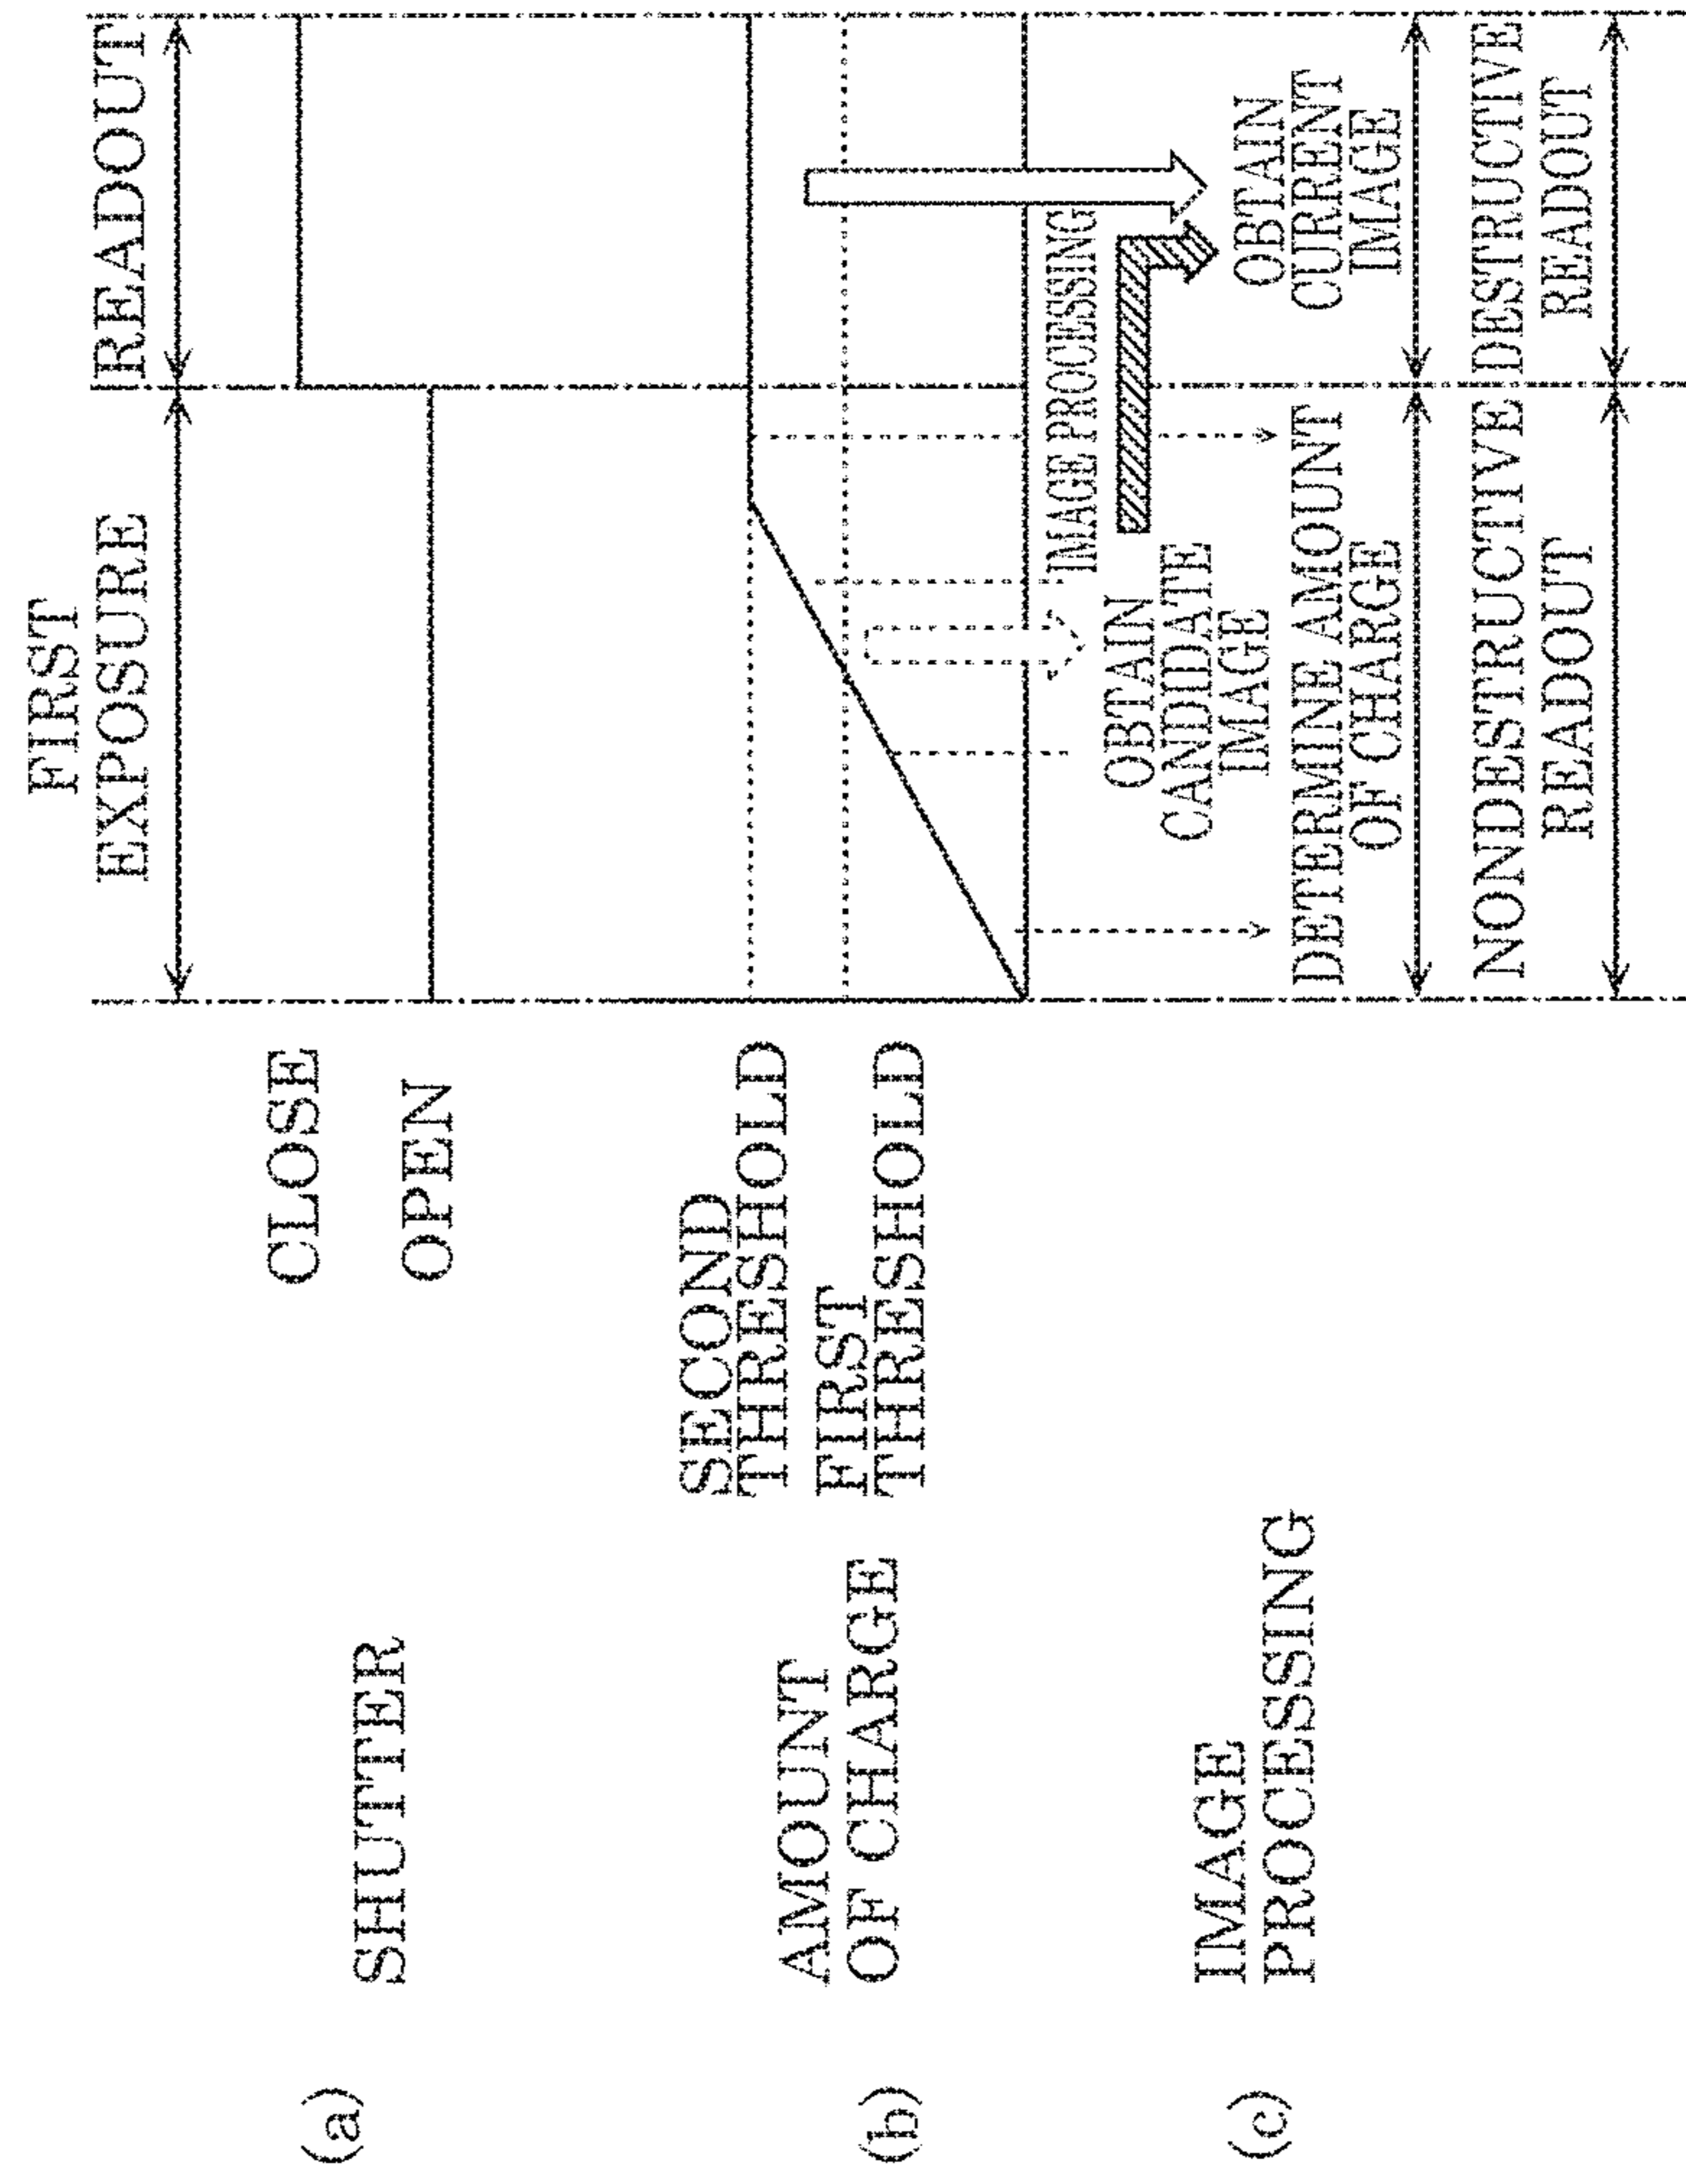 FIRST
EXPOSURE
READOUT
(a)
SHUTTER
CLOSE
OPEN
(b)
AMOUNT
OF CHARGE
SECOND
THRESHOLD
FIRST
THRESHOLD
(c)
IMAGE
PROCESSING
IMAGE PROCESSING
OBTAIN
CANDIDATE
IMAGE
OBTAIN
CURRENT
IMAGE
DETERMINE AMOUNT
OF CHARGE
NONDESTRUCTIVE
READOUT
DESTRUCTIVE
READOUT